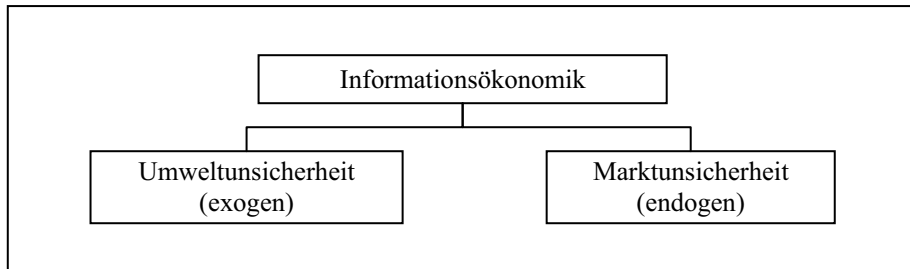 Informationsökonomik
Umweltunsicherheit
(exogen)
Marktunsicherheit
(endogen)